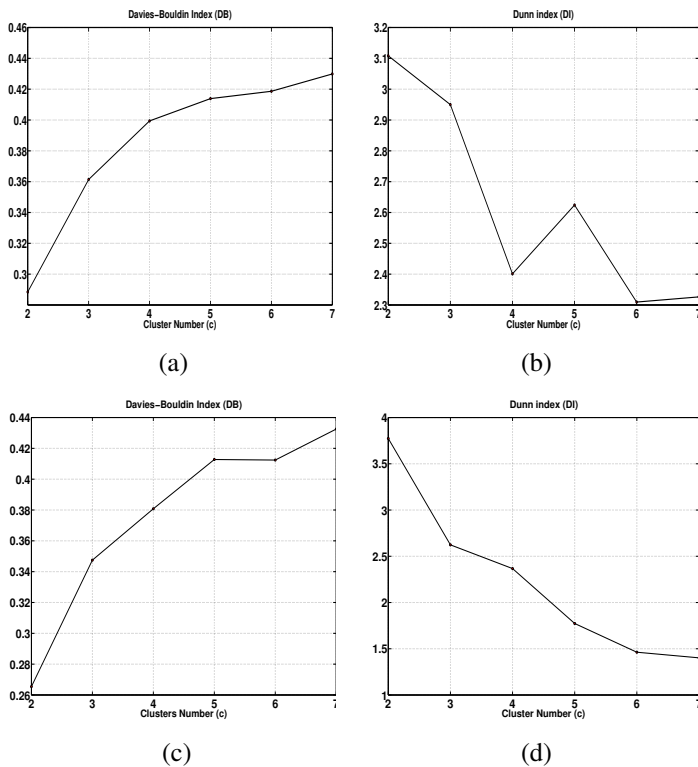 Davies−Bouldin Index (DB)
0.46
0.44
0.42
0.4
0.38
0.36
0.34
0.32
0.3
2 3 4 5 6 7
Cluster Number (c)
(a)
Dunn index (DI)
3.2
3.1
3
2.9
2.8
2.7
2.6
2.5
2.4
2.3
2 3 4 5 6 7
Cluster Number (c)
(b)
Davies−Bouldin Index (DB)
0.44
0.42
0.4
0.38
0.36
0.34
0.32
0.3
0.28
0.26
2 3 4 5 6 7
Clusters Number (c)
(c)
Dunn index (DI)
4
3.5
3
2.5
2
1.5
1
2 3 4 5 6 7
Cluster Number (c)
(d)